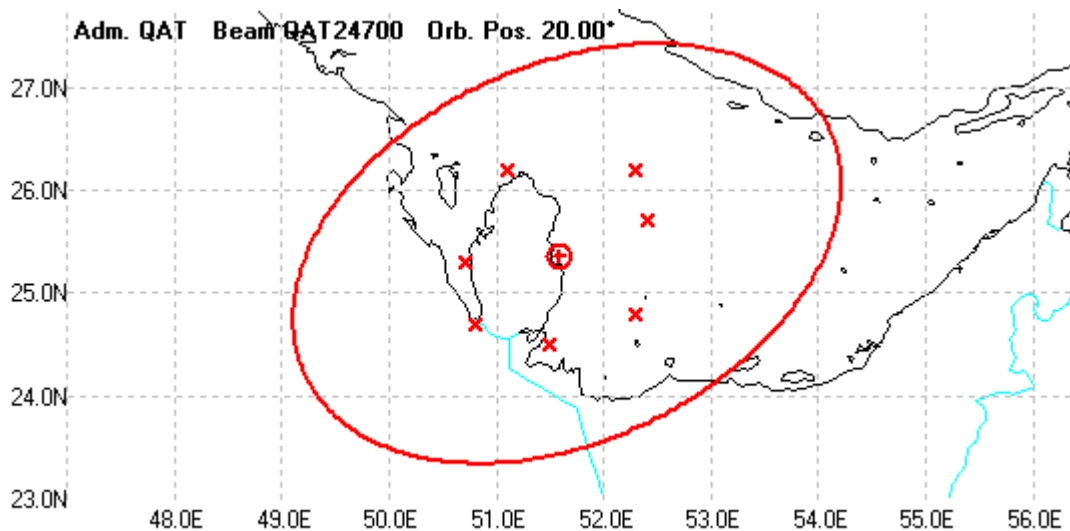 Adm. QAT Beam QAT24700 Orb. Pos. 20.00°
27.0N
26.0N
25.0N
24.0N
23.0N
48.0E 49.0E 50.0E 51.0E 52.0E 53.0E 54.0E 55.0E 56.0E